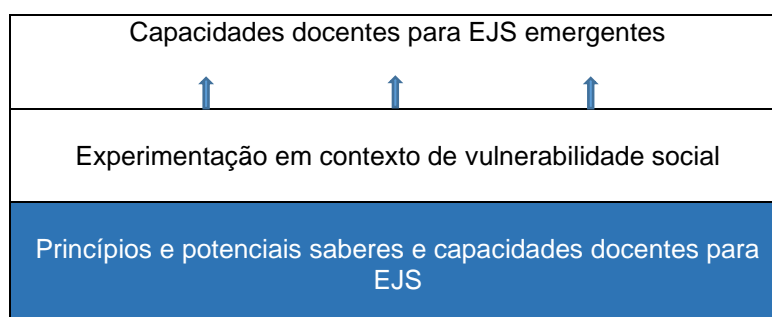 Capacidades docentes para EJS emergentes
Experimentação em contexto de vulnerabilidade social
Princípios e potenciais saberes e capacidades docentes para
EJS